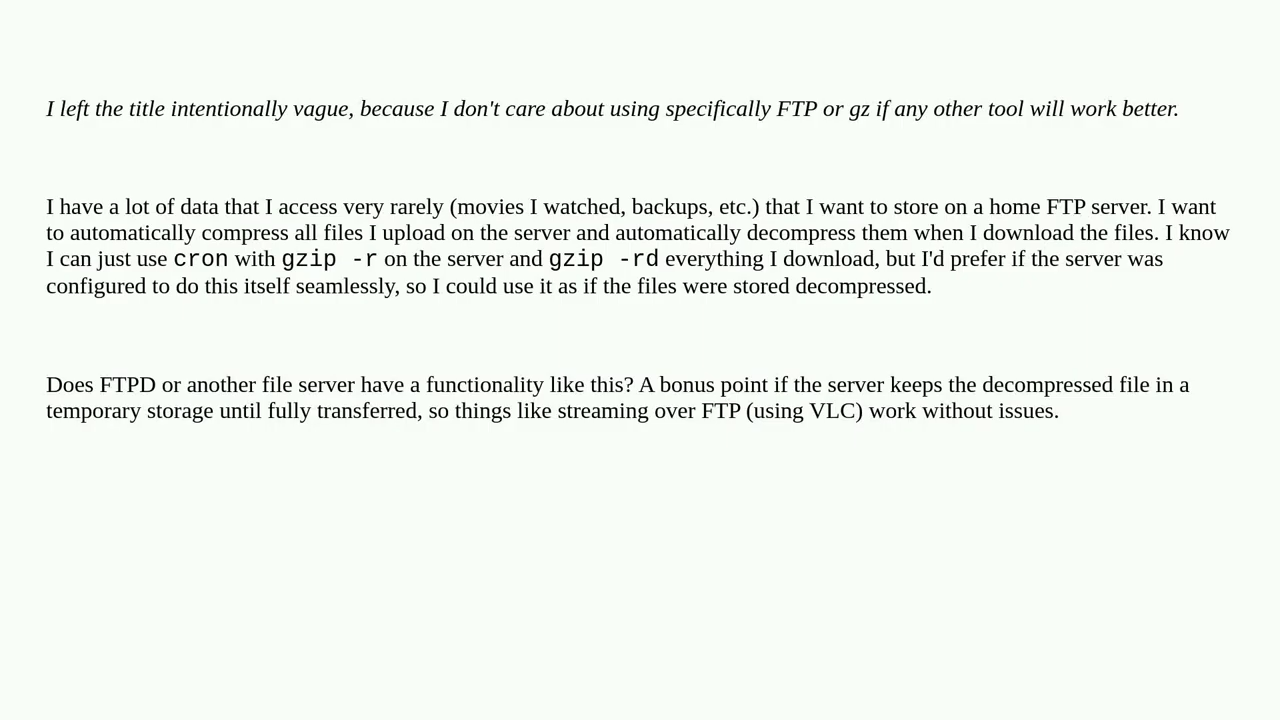 I left the title intentionally vague, because I don't care about using specifically FTP or gz if any other tool will work better.
I have a lot of data that I access very rarely (movies I watched, backups, etc.) that I want to store on a home FTP server. I want
to automatically compress all files I upload on the server and automatically decompress them when I download the files. I know
I can just use cron with gzip -r on the server and gzip -rd everything I download, but I'd prefer if the server was
configured to do this itself seamlessly, so I could use it as if the files were stored decompressed.
Does FTPD or another file server have a functionality like this? A bonus point if the server keeps the decompressed file in a
temporary storage until fully transferred, so things like streaming over FTP (using VLC) work without issues.